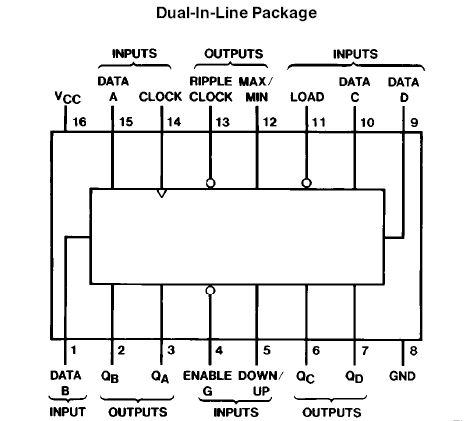 Dual-In-Line Package
INPUTS OUTPUTS INPUTS
DATA RIPPLE MAX/ DATA DATA
VCC A CLOCK CLOCK MIN LOAD C D
16 15 14 13 12 11 10 9
1 2 3 4 5 6 7 8
DATA QB QA ENABLE DOWN/ QC QD GND
B G UP
INPUT OUTPUTS INPUTS OUTPUTS